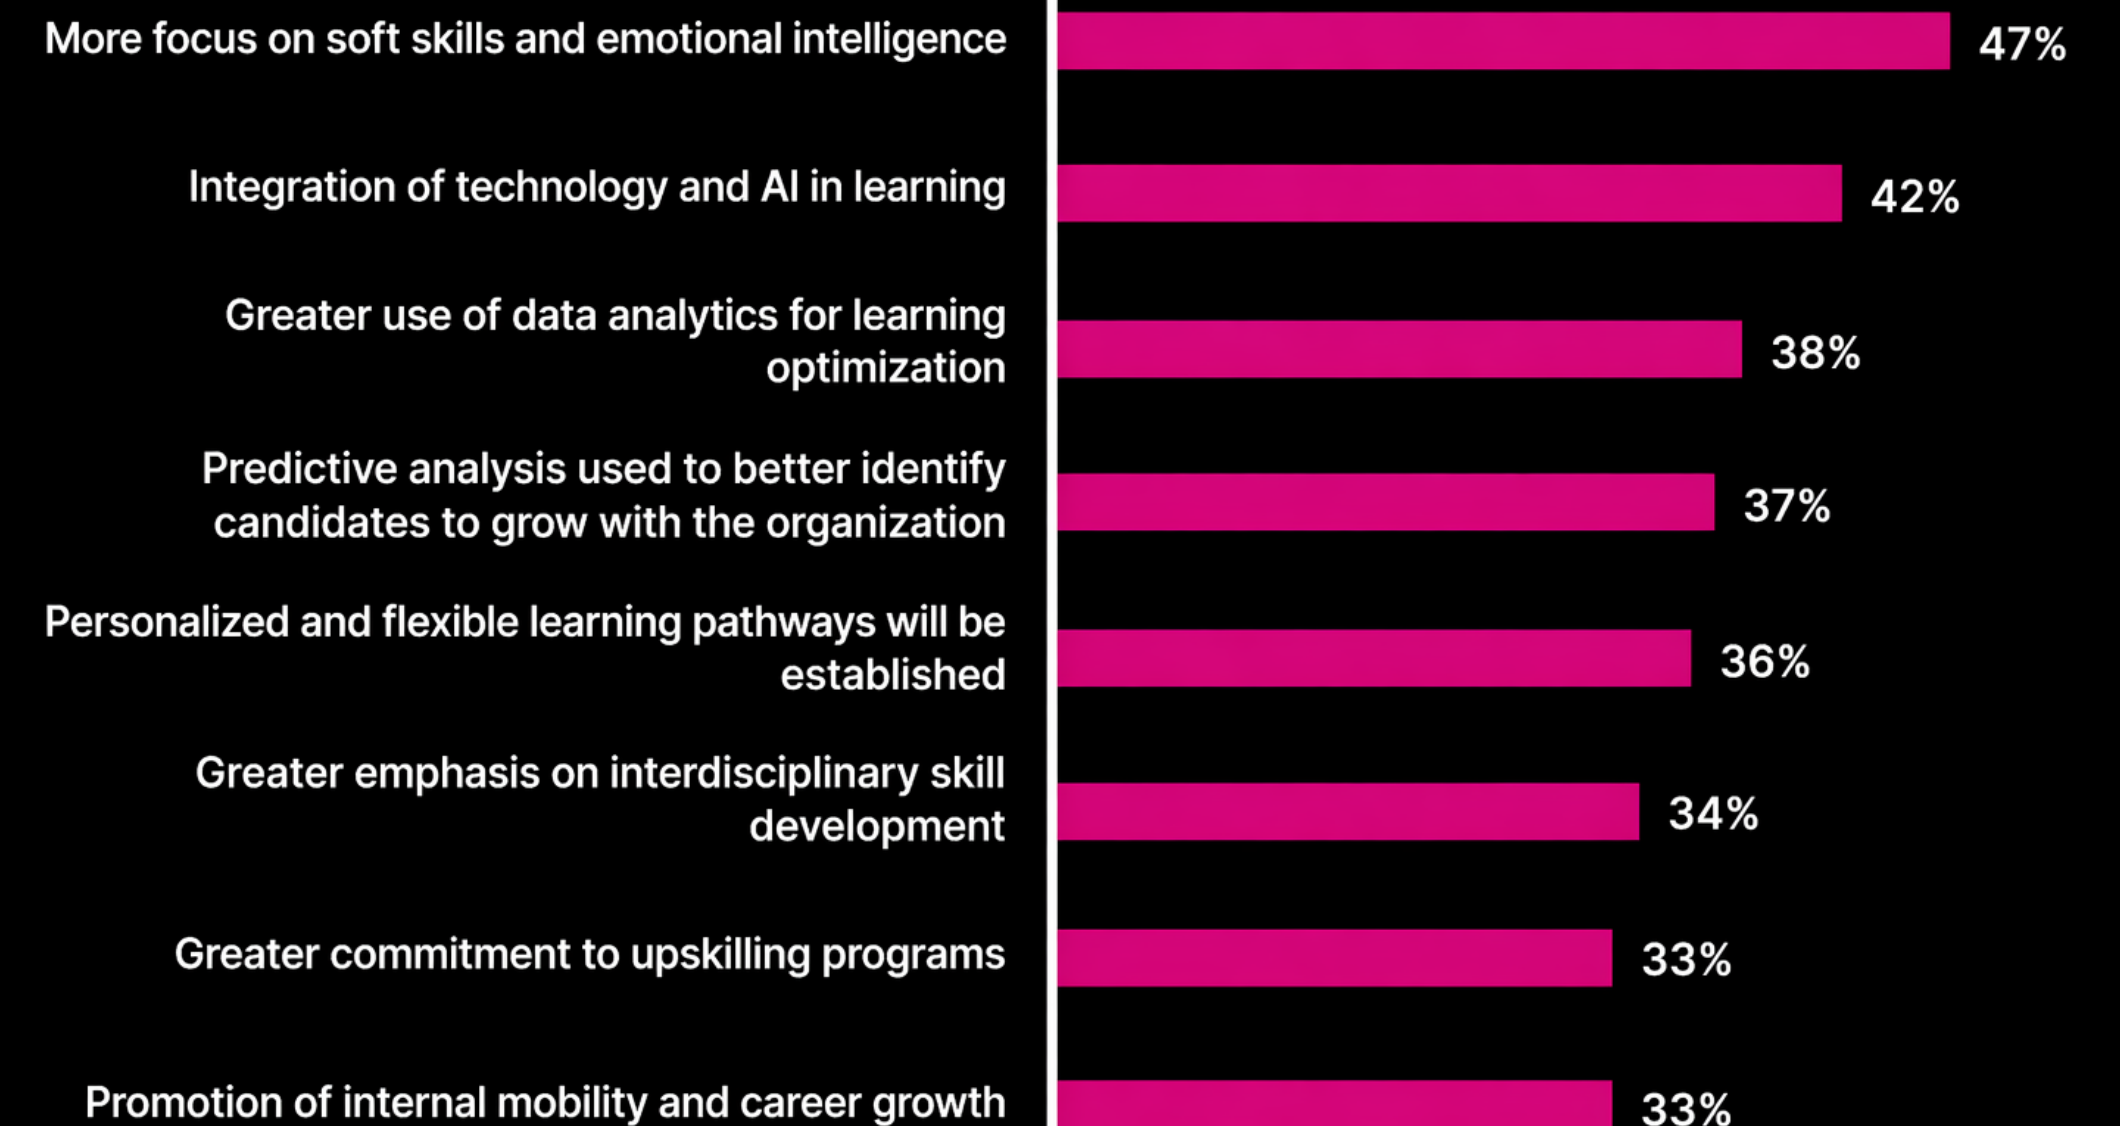 More focus on soft skills and emotional intelligence
47%
Integration of technology and AI in learning
42%
Greater use of data analytics for learning
optimization
38%
Predictive analysis used to better identify
candidates to grow with the organization
37%
Personalized and flexible learning pathways will be
established
36%
Greater emphasis on interdisciplinary skill
development
34%
Greater commitment to upskilling programs
33%
Promotion of internal mobility and career growth
33%